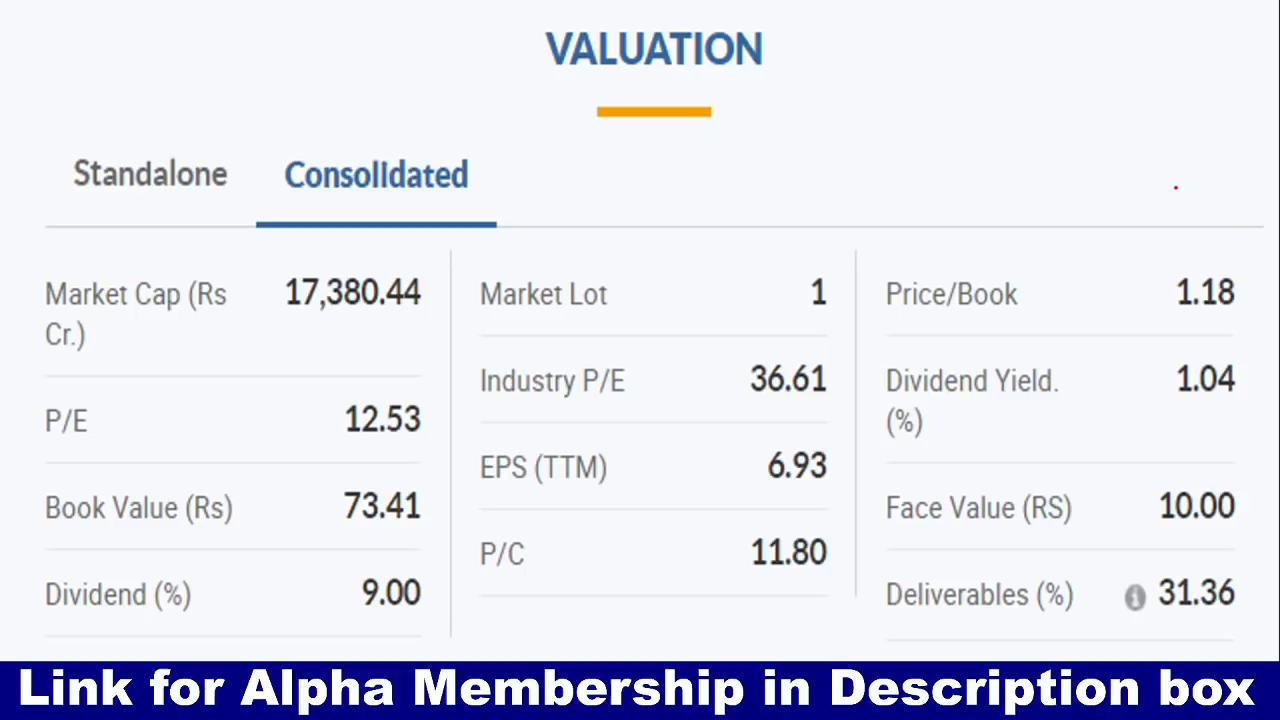 VALUATION
Standalone
Consolidated
Market Cap (Rs
Cr.)
17,380.44
P/E
12.53
Book Value (Rs)
73.41
Dividend (%)
9.00
Market Lot
1
Industry P/E
36.61
EPS (TTM)
6.93
P/C
11.80
Price/Book
1.18
Dividend Yield.
(%)
1.04
Face Value (RS)
10.00
Deliverables (%)
31.36
Link for Alpha Membership in Description box